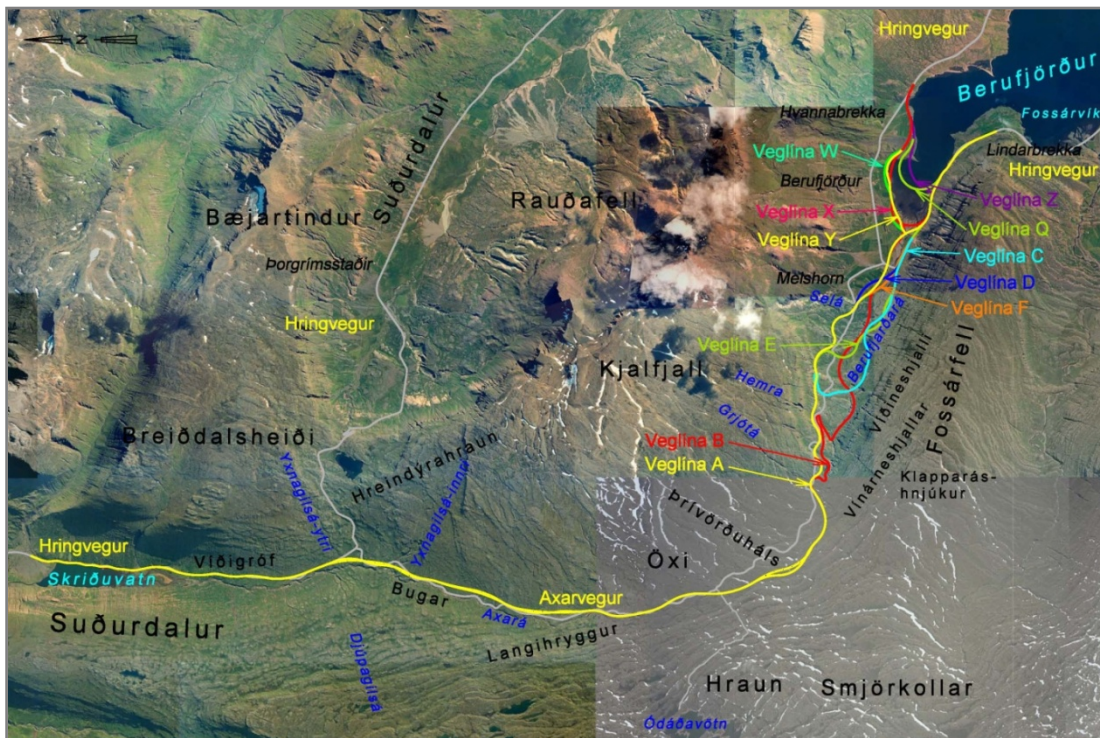 N
Hringvegur
Berufjörður
Fossárvík
Hvannabrekka
Lindarbrekka
Hringvegur
Veglína W
Berufjörður
Veglína Z
Veglína X
Veglína Q
Veglína Y
Veglína C
Melshorn
Veglína D
Selá
Veglína F
Suðurdalur
Rauðafell
Bæjartindur
Þorgrímsstaðir
Hringvegur
Veglína E
Berufjarðará
Kjalfjall
Hemra
Grjótá
Víðineshjalli
Fossárfell
Vínárneshjallar
Breiðdalsheiði
Veglína B
Veglína A
Klapparás-
hnjúkur
Hreindýrahraun
Yxnagilsá-ytri
Yxnagilsá-innri
Þrívörðuháls
Öxi
Hringvegur
Víðigróf
Skriðuvatn
Bugar
Axará
Axarvegur
Suðurdalur
Langihryggur
Djúpagilsá
Hraun
Smjörkollar
Ódáðavötn